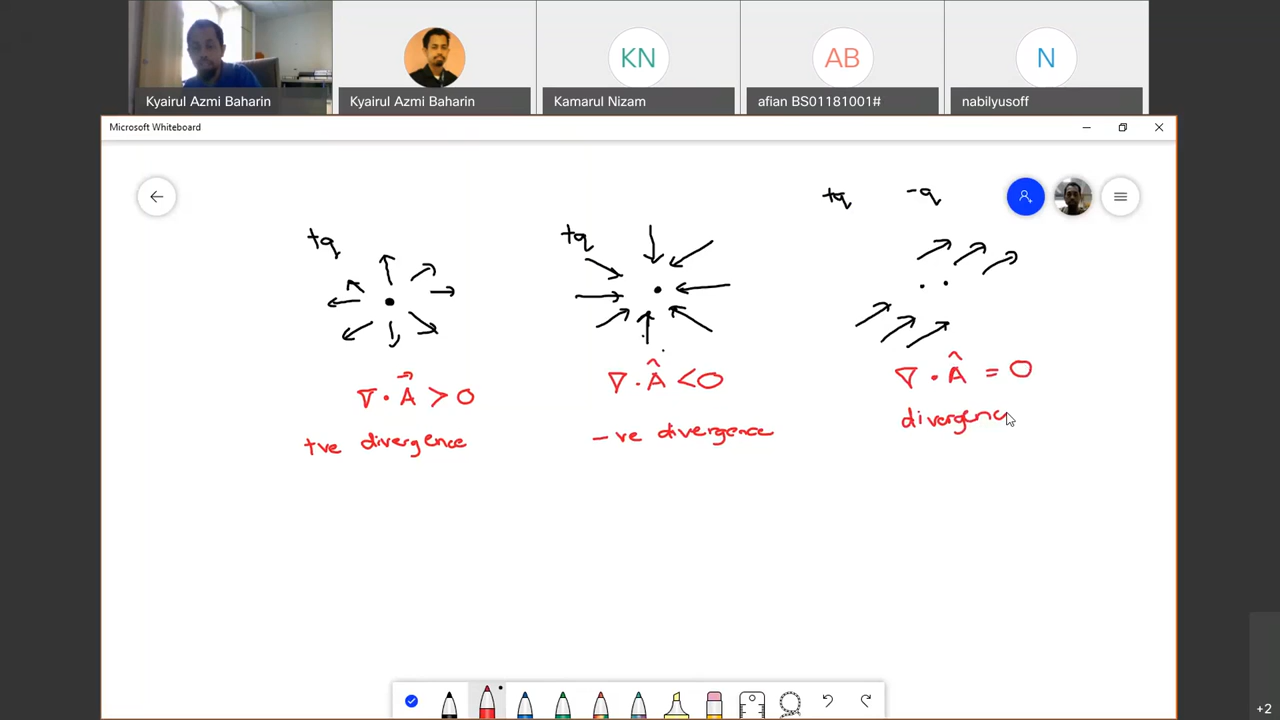 KN
AB
N
Kyairul Azmi Baharin
Kyairul Azmi Baharin
Kamarul Nizam
afian BS01181001#
nabilyusoff
Microsoft Whiteboard
+q
-q
+q
+q
∇ · A⃗ > 0
∇ · Â < 0
∇ · Â = 0
+ve divergence
-ve divergence
divergenc
+2